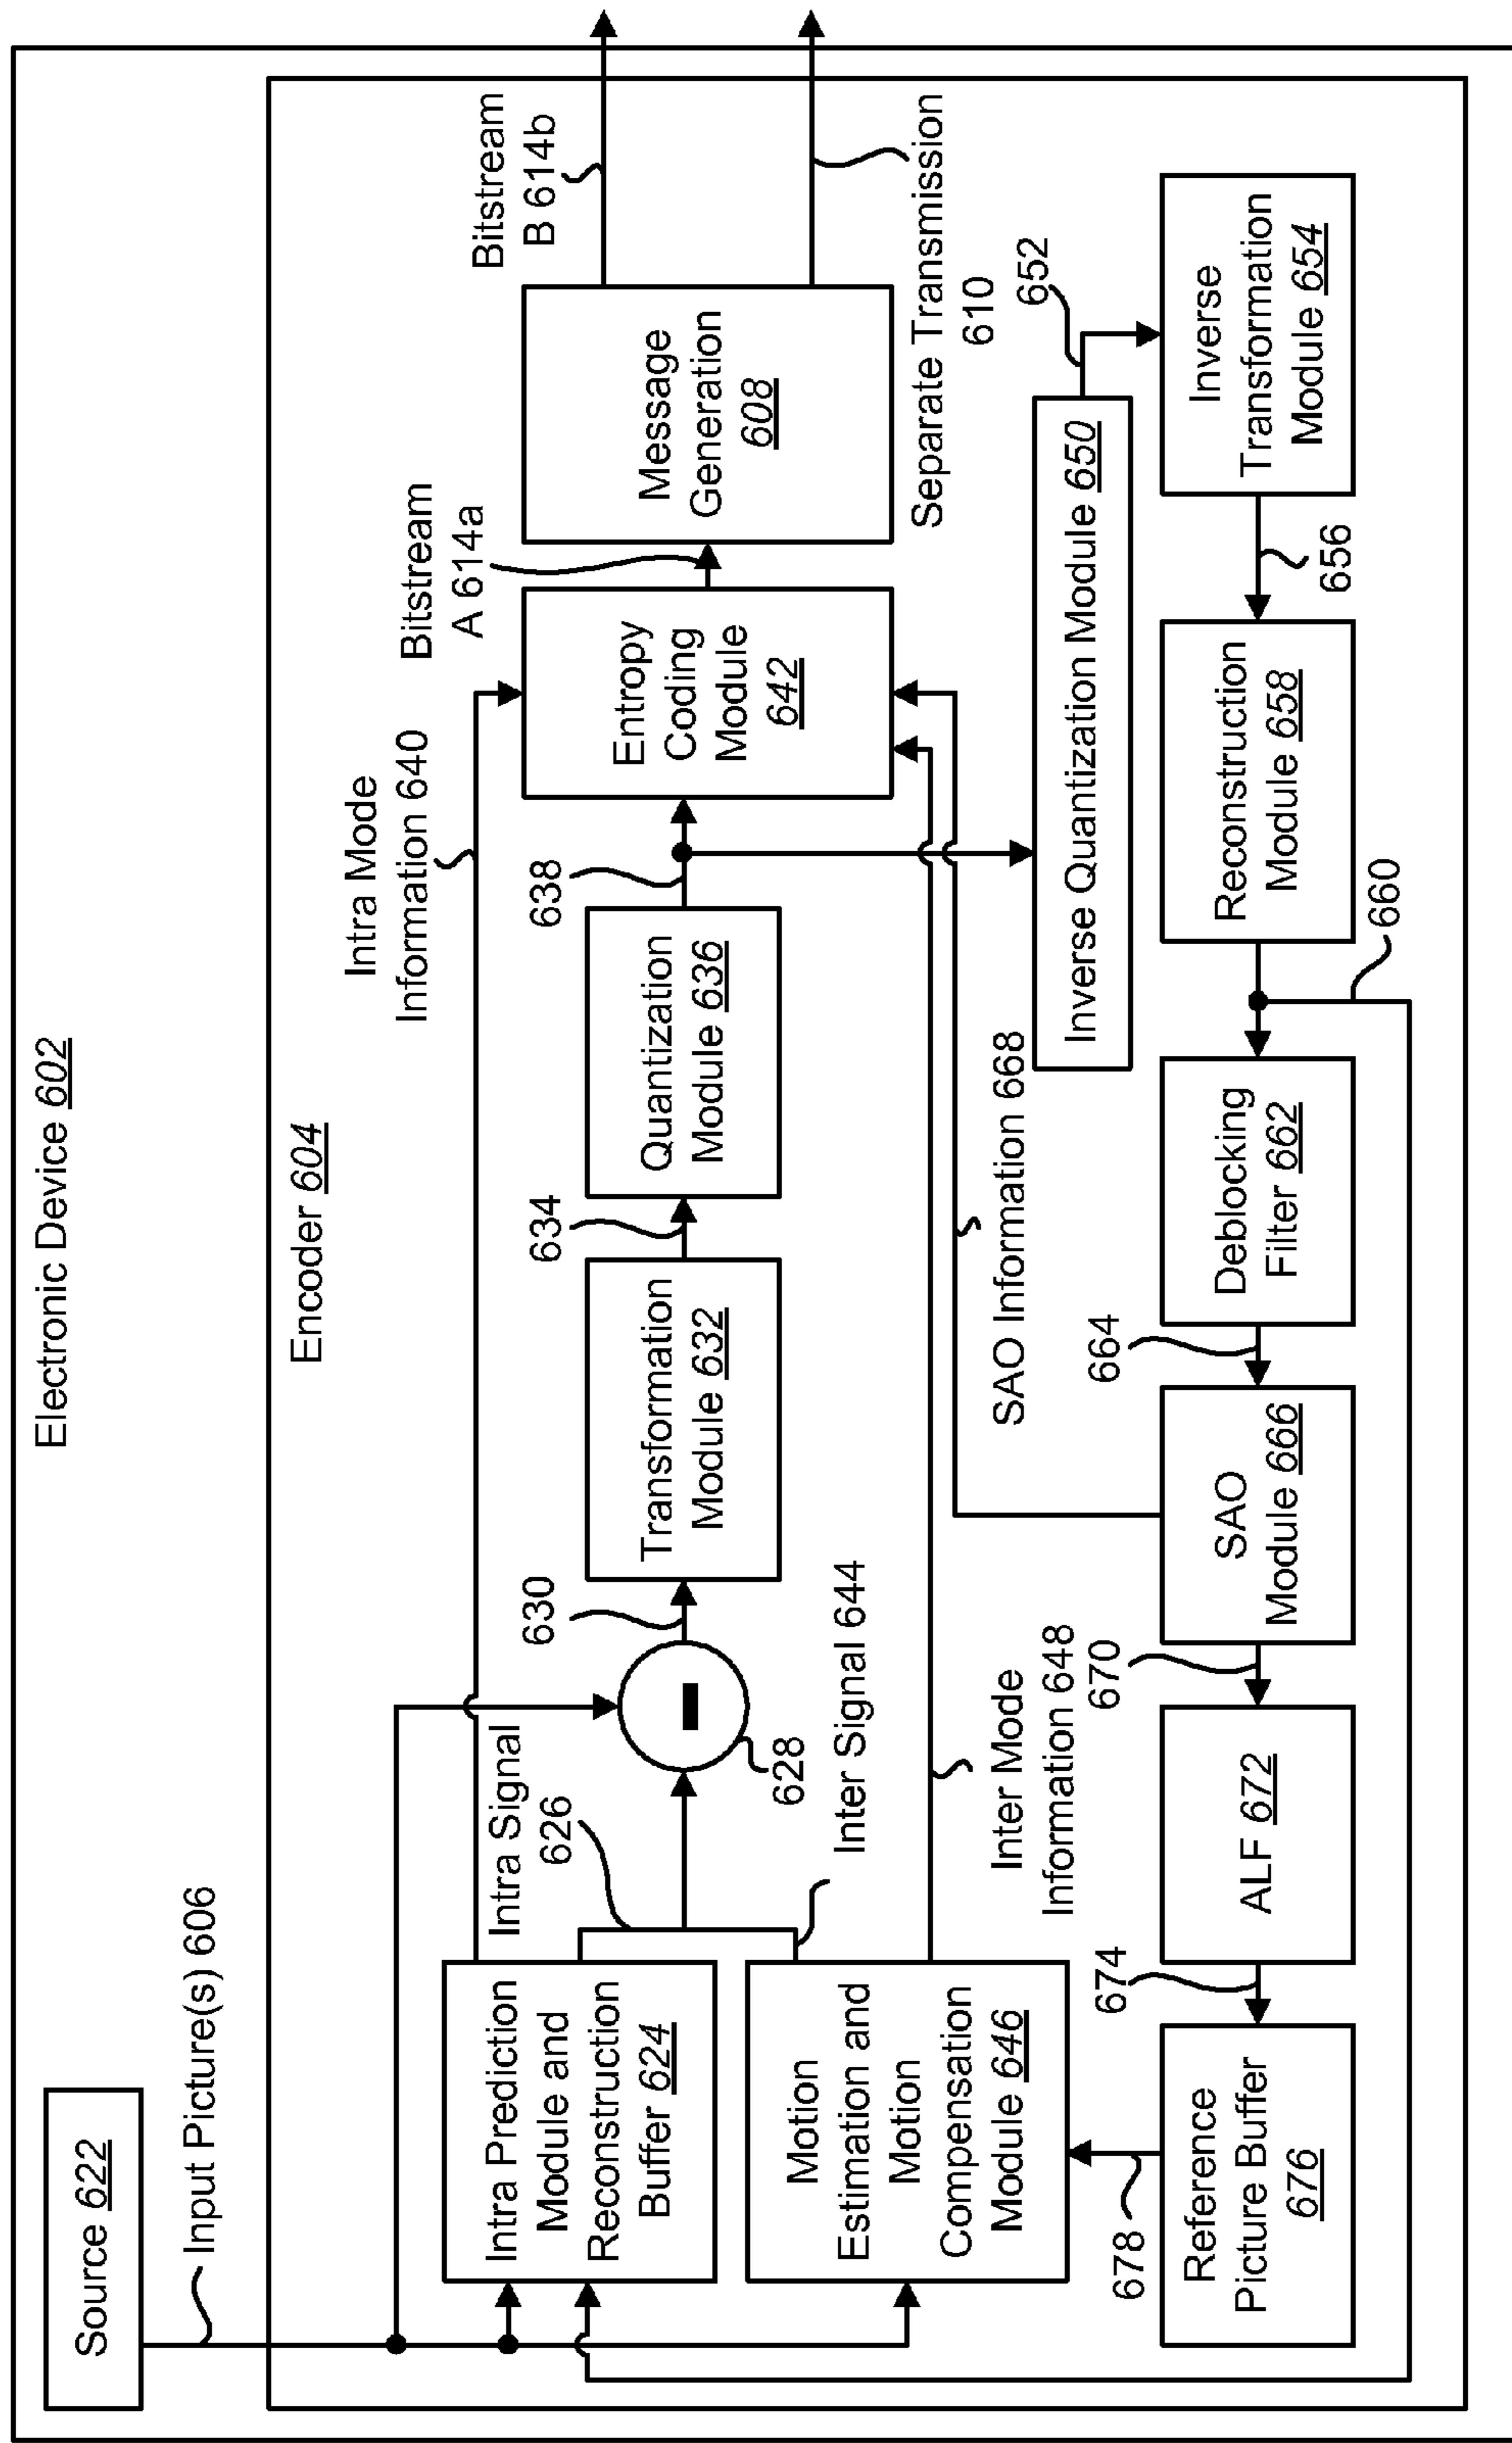 Electronic Device 602
Source 622
Input Picture(s) 606
Encoder 604
Intra Mode
Information 640
Bitstream
A 614a
Bitstream
B 614b
Intra Prediction
Module and
Reconstruction
Buffer 624
Intra Signal
626
628
630
Transformation
Module 632
634
Quantization
Module 636
638
Entropy
Coding
Module
642
Message
Generation
608
Separate Transmission
610
Motion
Estimation and
Motion
Compensation
Module 646
Inter Signal 644
Inter Mode
Information 648
SAO Information 668
Inverse Quantization Module 650
652
Inverse
Transformation
Module 654
656
Reconstruction
Module 658
660
Deblocking
Filter 662
664
SAO
Module 666
670
ALF 672
674
Reference
Picture Buffer
676
678